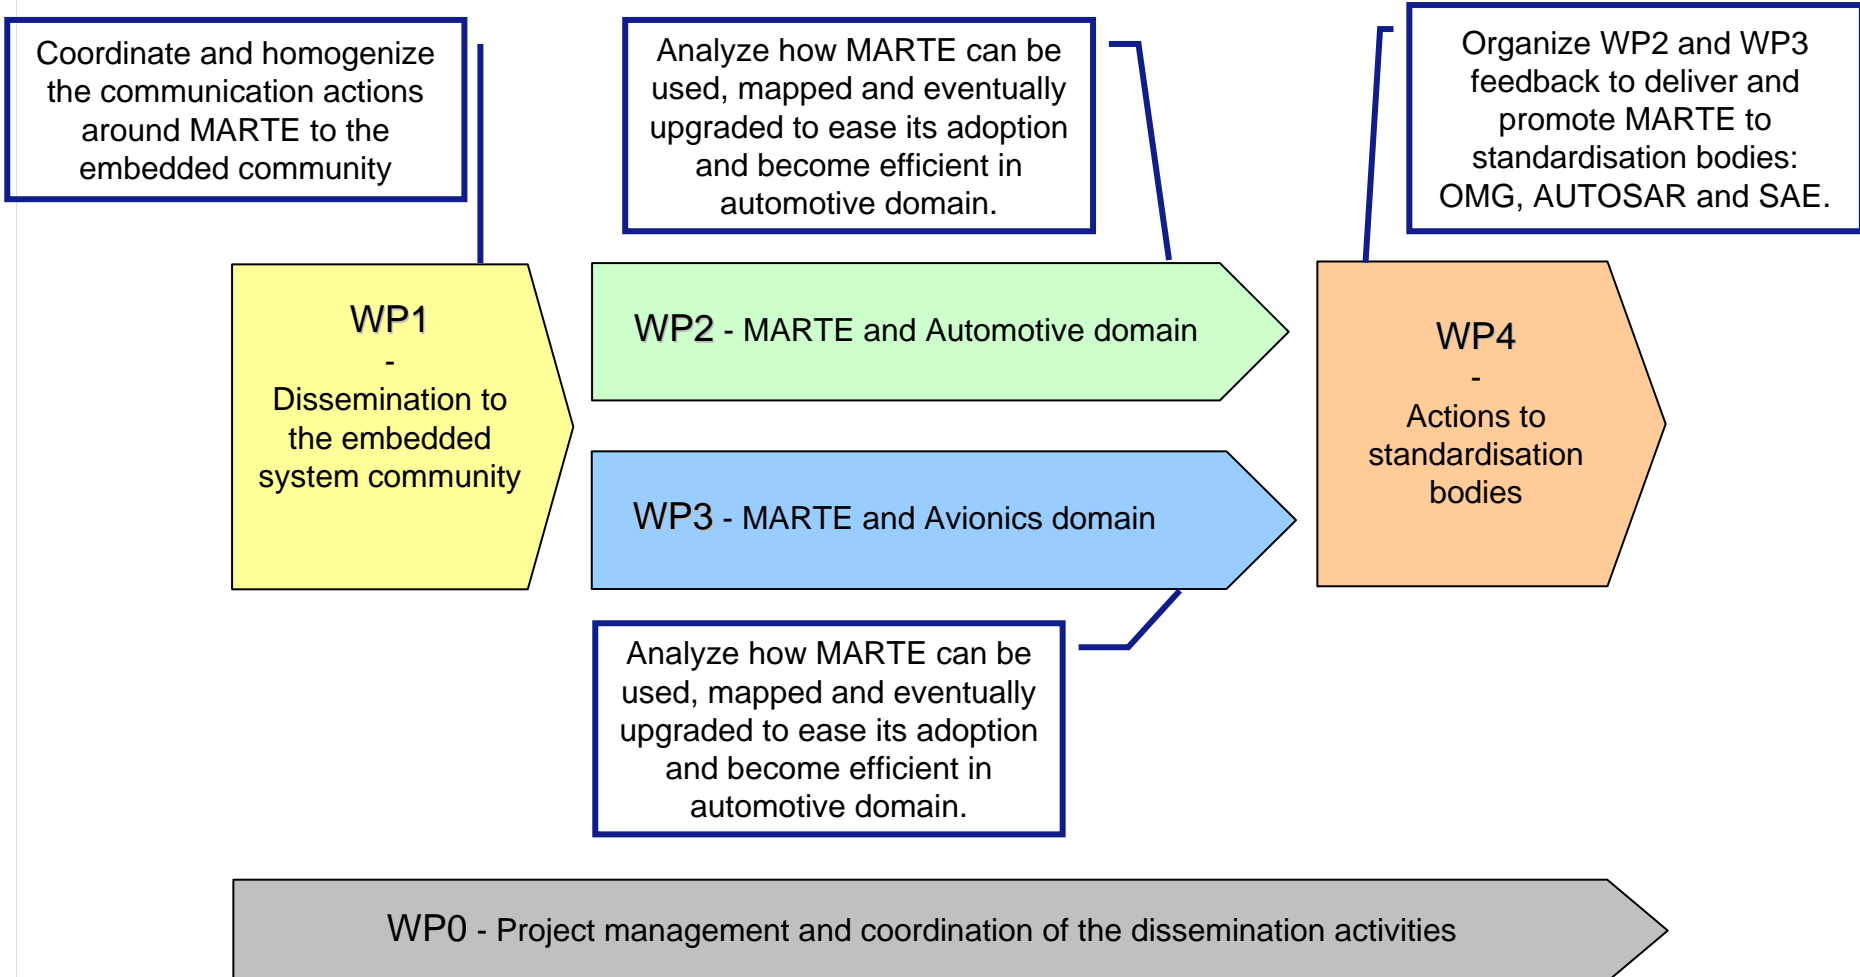 Coordinate and homogenize
the communication actions
around MARTE to the
embedded community
Analyze how MARTE can be
used, mapped and eventually
upgraded to ease its adoption
and become efficient in
automotive domain.
Organize WP2 and WP3
feedback to deliver and
promote MARTE to
standardisation bodies:
OMG, AUTOSAR and SAE.
WP1
-
Dissemination to
the embedded
system community
WP2 - MARTE and Automotive domain
WP3 - MARTE and Avionics domain
WP4
-
Actions to
standardisation
bodies
Analyze how MARTE can be
used, mapped and eventually
upgraded to ease its adoption
and become efficient in
automotive domain.
WP0 - Project management and coordination of the dissemination activities